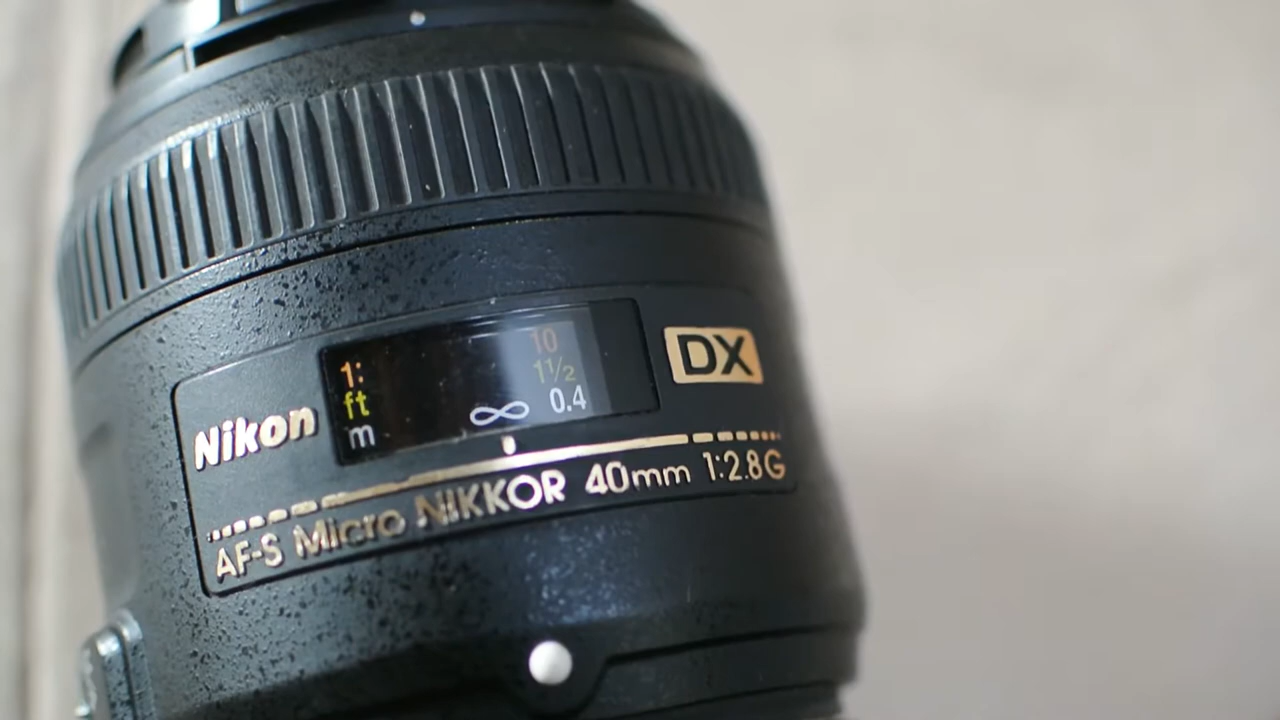 1: 10
ft 1½
m ∞ 0.4
DX
Nikon
AF-S Micro NIKKOR 40mm 1:2.8G